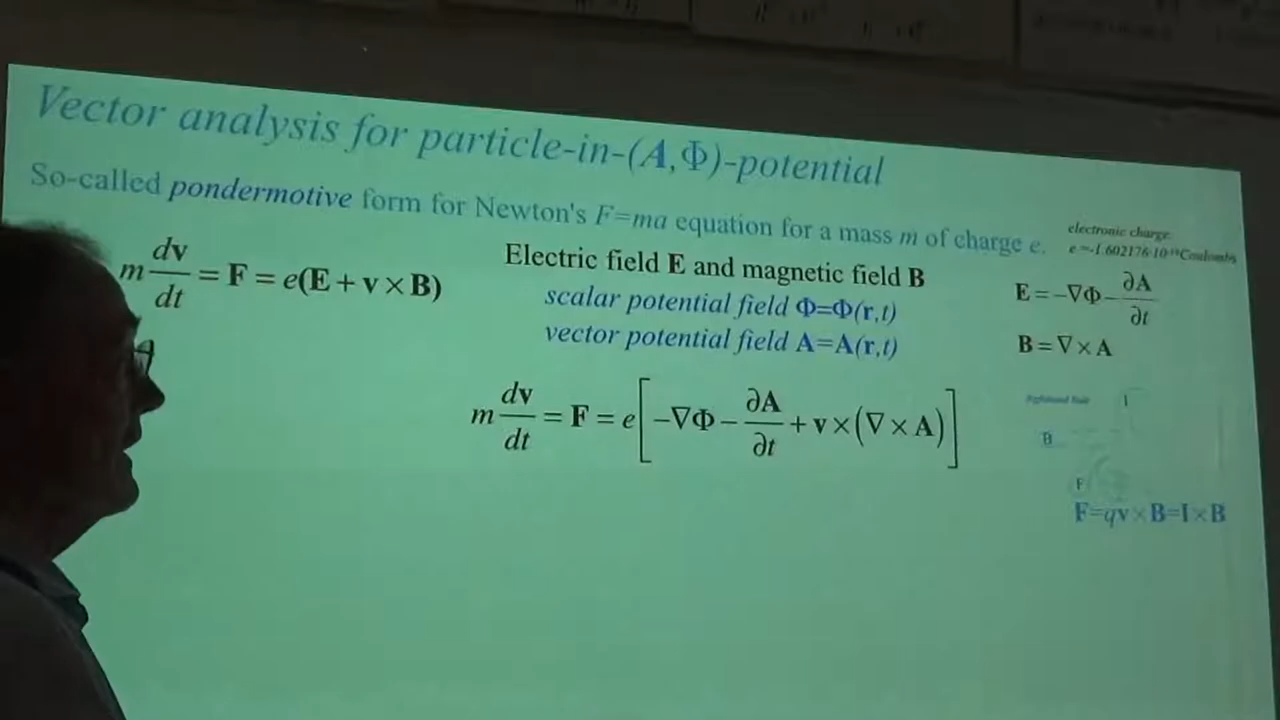 Vector analysis for particle-in-(A,Φ)-potential
So-called pondermotive form for Newton's F=ma equation for a mass m of charge e.
electronic charge:
e=-1.602176·10⁻¹⁹Coulombs
m dv/dt = F = e(E + v × B)
Electric field E and magnetic field B
scalar potential field Φ=Φ(r,t)
vector potential field A=A(r,t)
E = −∇Φ − ∂A/∂t
B = ∇ × A
m dv/dt = F = e[−∇Φ − ∂A/∂t + v × (∇ × A)]
I
B
F
F=qv×B=I×B